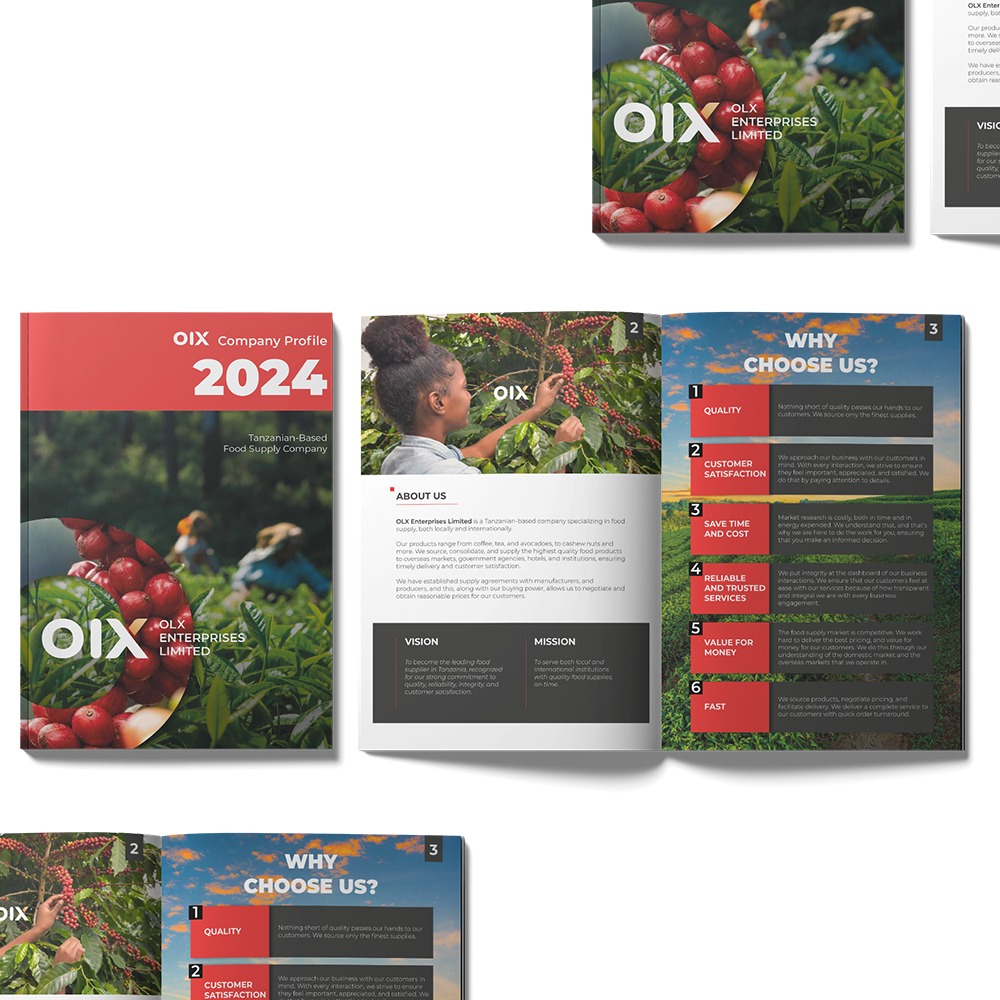 OIX OLX
ENTERPRISES
LIMITED
OLX Enter
supply, bot
Our produ
more. We s
to overseas
timely deli
We have es
producers,
obtain reas
VISIO
To beco
supplie
for our s
quality,
custome
OIX Company Profile
2024
Tanzanian-Based
Food Supply Company
OIX OLX
ENTERPRISES
LIMITED
2
OIX
ABOUT US
OLX Enterprises Limited is a Tanzanian-based company specializing in food
supply, both locally and internationally.
Our products range from coffee, tea, and avocadoes, to cashew nuts and
more. We source, consolidate, and supply the highest quality food products
to overseas markets, government agencies, hotels, and institutions, ensuring
timely delivery and customer satisfaction.
We have established supply agreements with manufacturers, and
producers, and this, along with our buying power, allows us to negotiate and
obtain reasonable prices for our customers.
VISION
To become the leading food
supplier in Tanzania, recognized
for our strong commitment to
quality, reliability, integrity, and
customer satisfaction.
MISSION
To serve both local and
international institutions
with quality food supplies,
on time.
3
WHY
CHOOSE US?
1
QUALITY
Nothing short of quality passes our hands to our
customers. We source only the finest supplies.
2
CUSTOMER
SATISFACTION
We approach our business with our customers in
mind. With every interaction, we strive to ensure
they feel important, appreciated, and satisfied. We
do that by paying attention to details.
3
SAVE TIME
AND COST
Market research is costly, both in time and in
energy expended. We understand that, and that's
why we are here to do the work for you, ensuring
that you make an informed decision.
4
RELIABLE
AND TRUSTED
SERVICES
We put integrity at the dashboard of our business
interactions. We ensure that our customers feel at
ease with our services because of how transparent
and integral we are with every business
engagement.
5
VALUE FOR
MONEY
The food supply market is competitive. We work
hard to deliver the best pricing, and value for
money for our customers. We do this through our
understanding of the domestic market and the
overseas markets that we operate in.
6
FAST
We source products, negotiate pricing, and
facilitate delivery. We deliver a complete service to
our customers with quick order turnaround.
2
OIX
3
WHY
CHOOSE US?
1
QUALITY
Nothing short of quality passes our hands to our
customers. We source only the finest supplies.
2
CUSTOMER
SATISFACTION
We approach our business with our customers in
mind. With every interaction, we strive to ensure
they feel important, appreciated, and satisfied. We